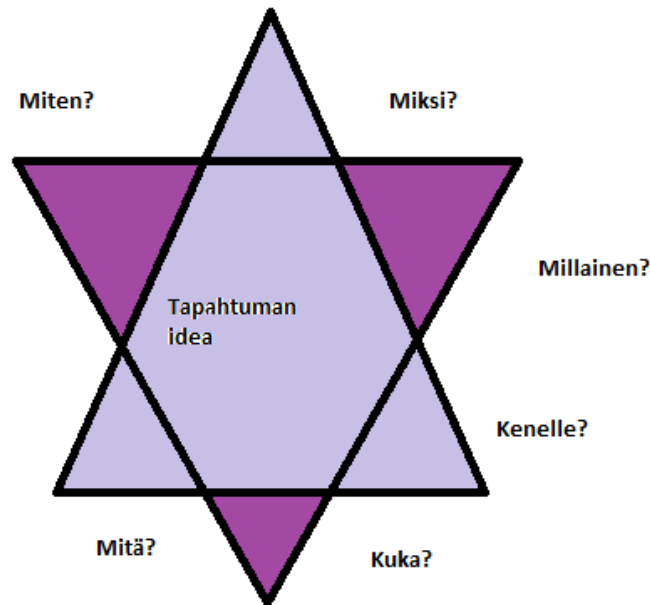 Miten?
Miksi?
Millainen?
Tapahtuman
idea
Kenelle?
Mitä?
Kuka?